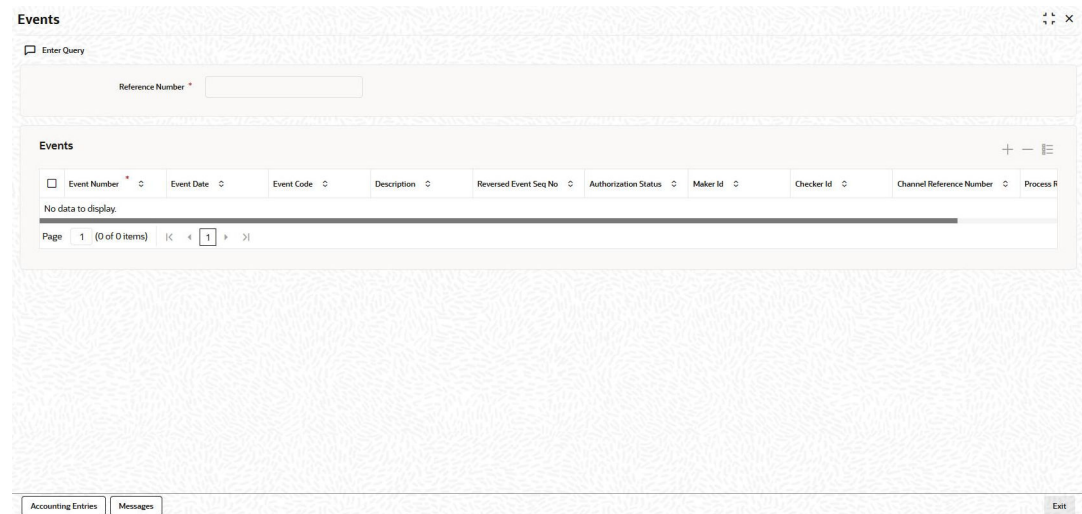 Events
Enter Query
Reference Number *
Events
Event Number * Event Date Event Code Description Reversed Event Seq No Authorization Status Maker Id Checker Id Channel Reference Number Process R
No data to display.
Page 1 (0 of 0 items) 1
Accounting Entries Messages Exit